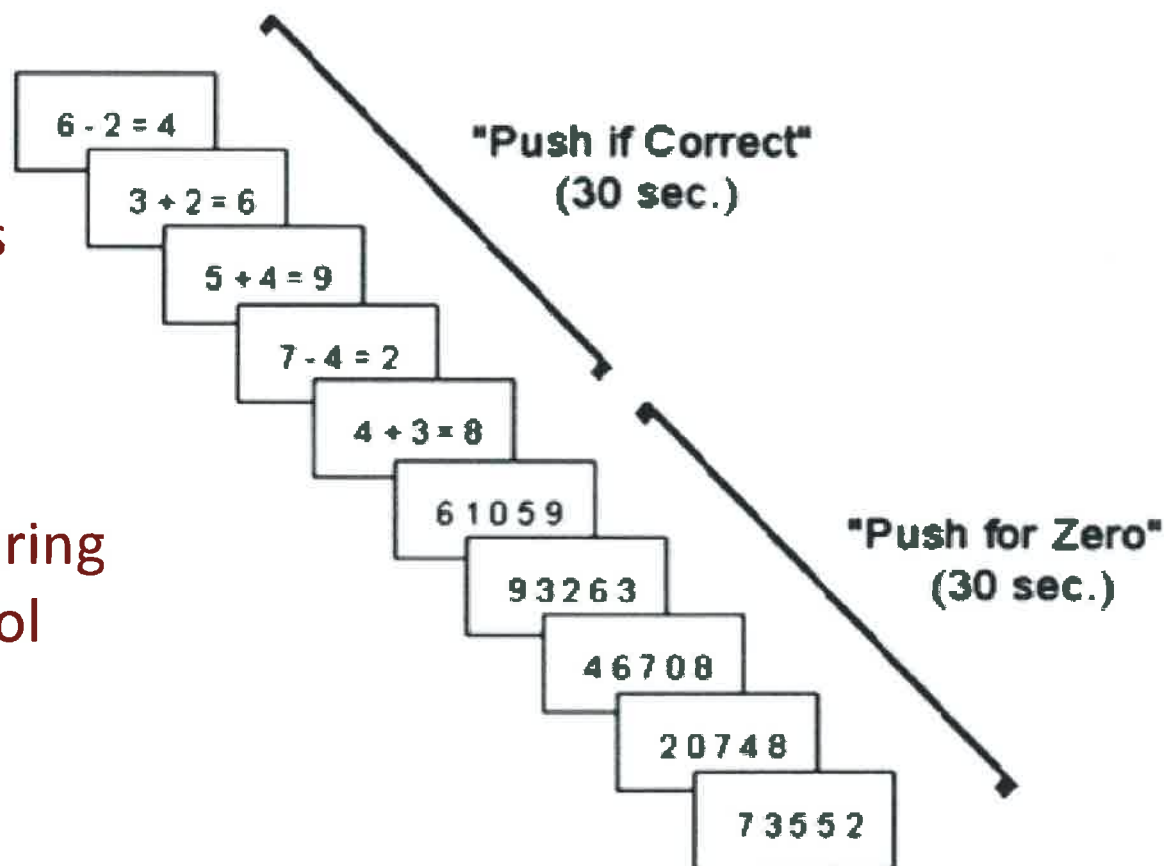 6 - 2 = 4
3 + 2 = 6
5 + 4 = 9
7 - 4 = 2
4 + 3 = 8
"Push if Correct"
(30 sec.)
6 1 0 5 9
9 3 2 6 3
4 6 7 0 8
2 0 7 4 8
7 3 5 5 2
"Push for Zero"
(30 sec.)
s
ring
ol